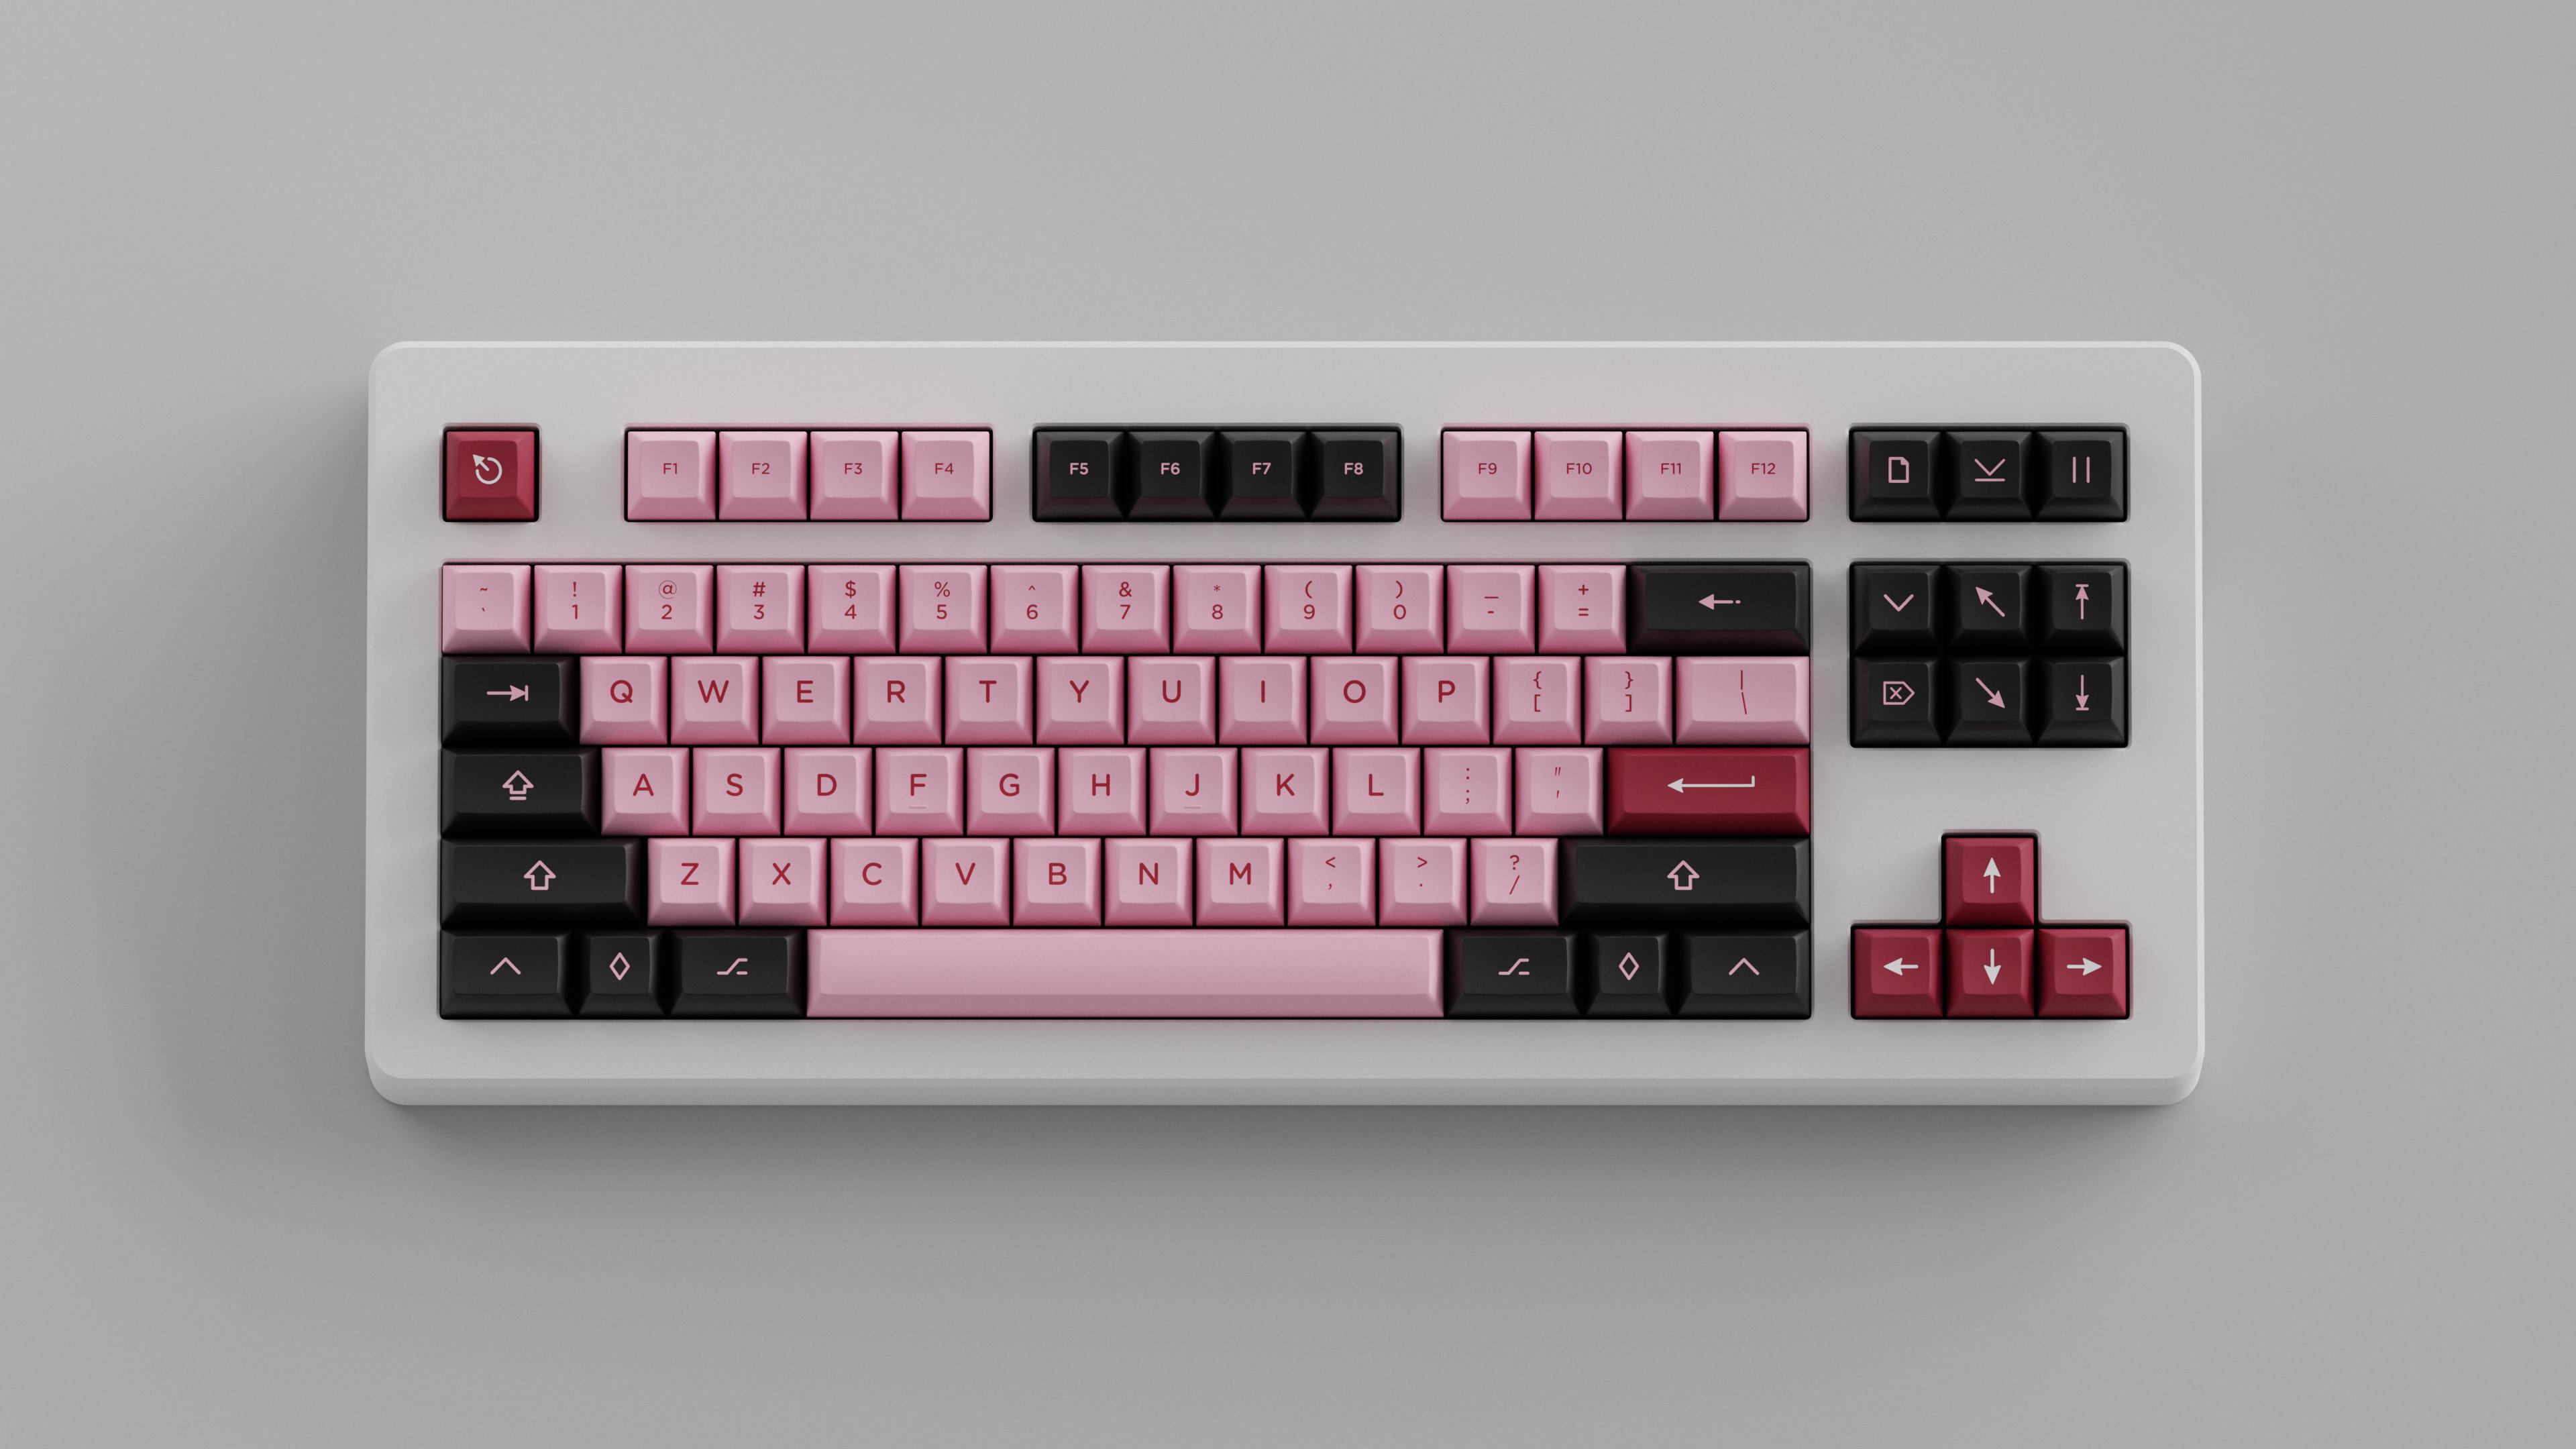 F1 F2 F3 F4 F5 F6 F7 F8 F9 F10 F11 F12
~ ! @ # $ % ^ & * ( ) _ +
` 1 2 3 4 5 6 7 8 9 0 - =
Q W E R T Y U I O P { } |
[ ] \
A S D F G H J K L : "
; '
Z X C V B N M < > ?
, . /